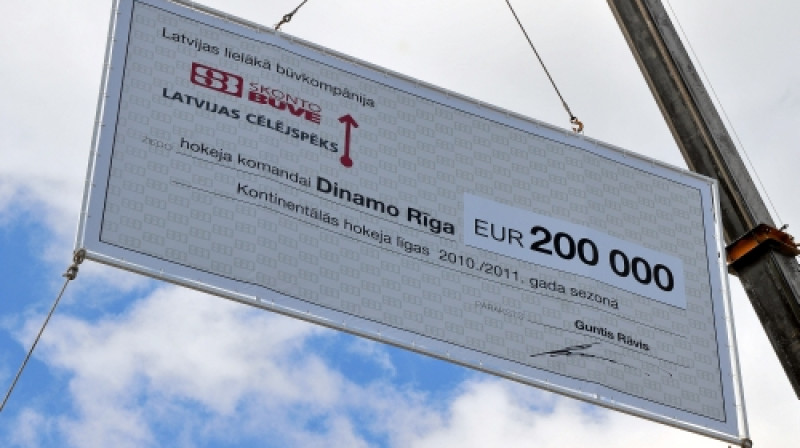 Latvijas lielākā būvkompānija
SKONTO
BŪVE
LATVIJAS CĒLĒJSPĒKS
hokeja komandai Dinamo Rīga
EUR 200 000
Kontinentālās hokeja līgas 2010./2011. gada sezonā
Guntis Rāvis